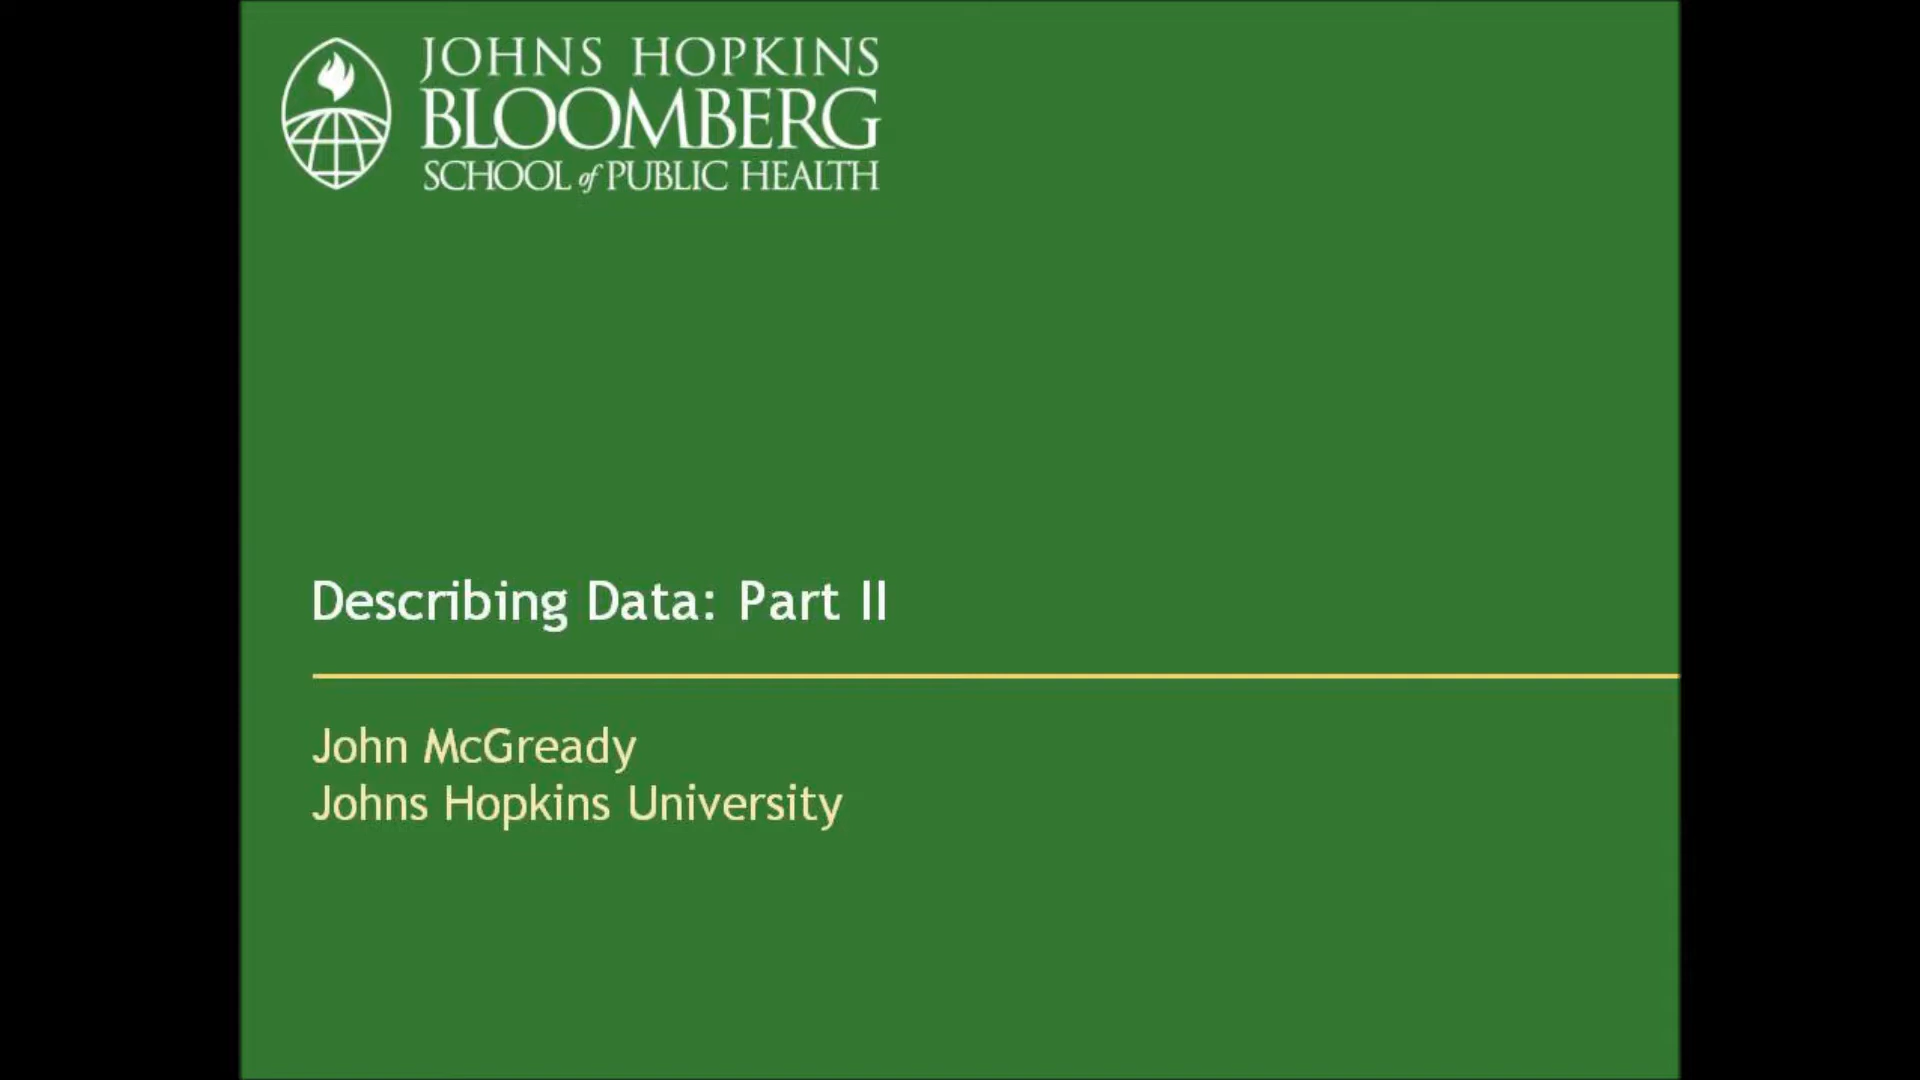 JOHNS HOPKINS
BLOOMBERG
SCHOOL of PUBLIC HEALTH
Describing Data: Part II
John McGready
Johns Hopkins University